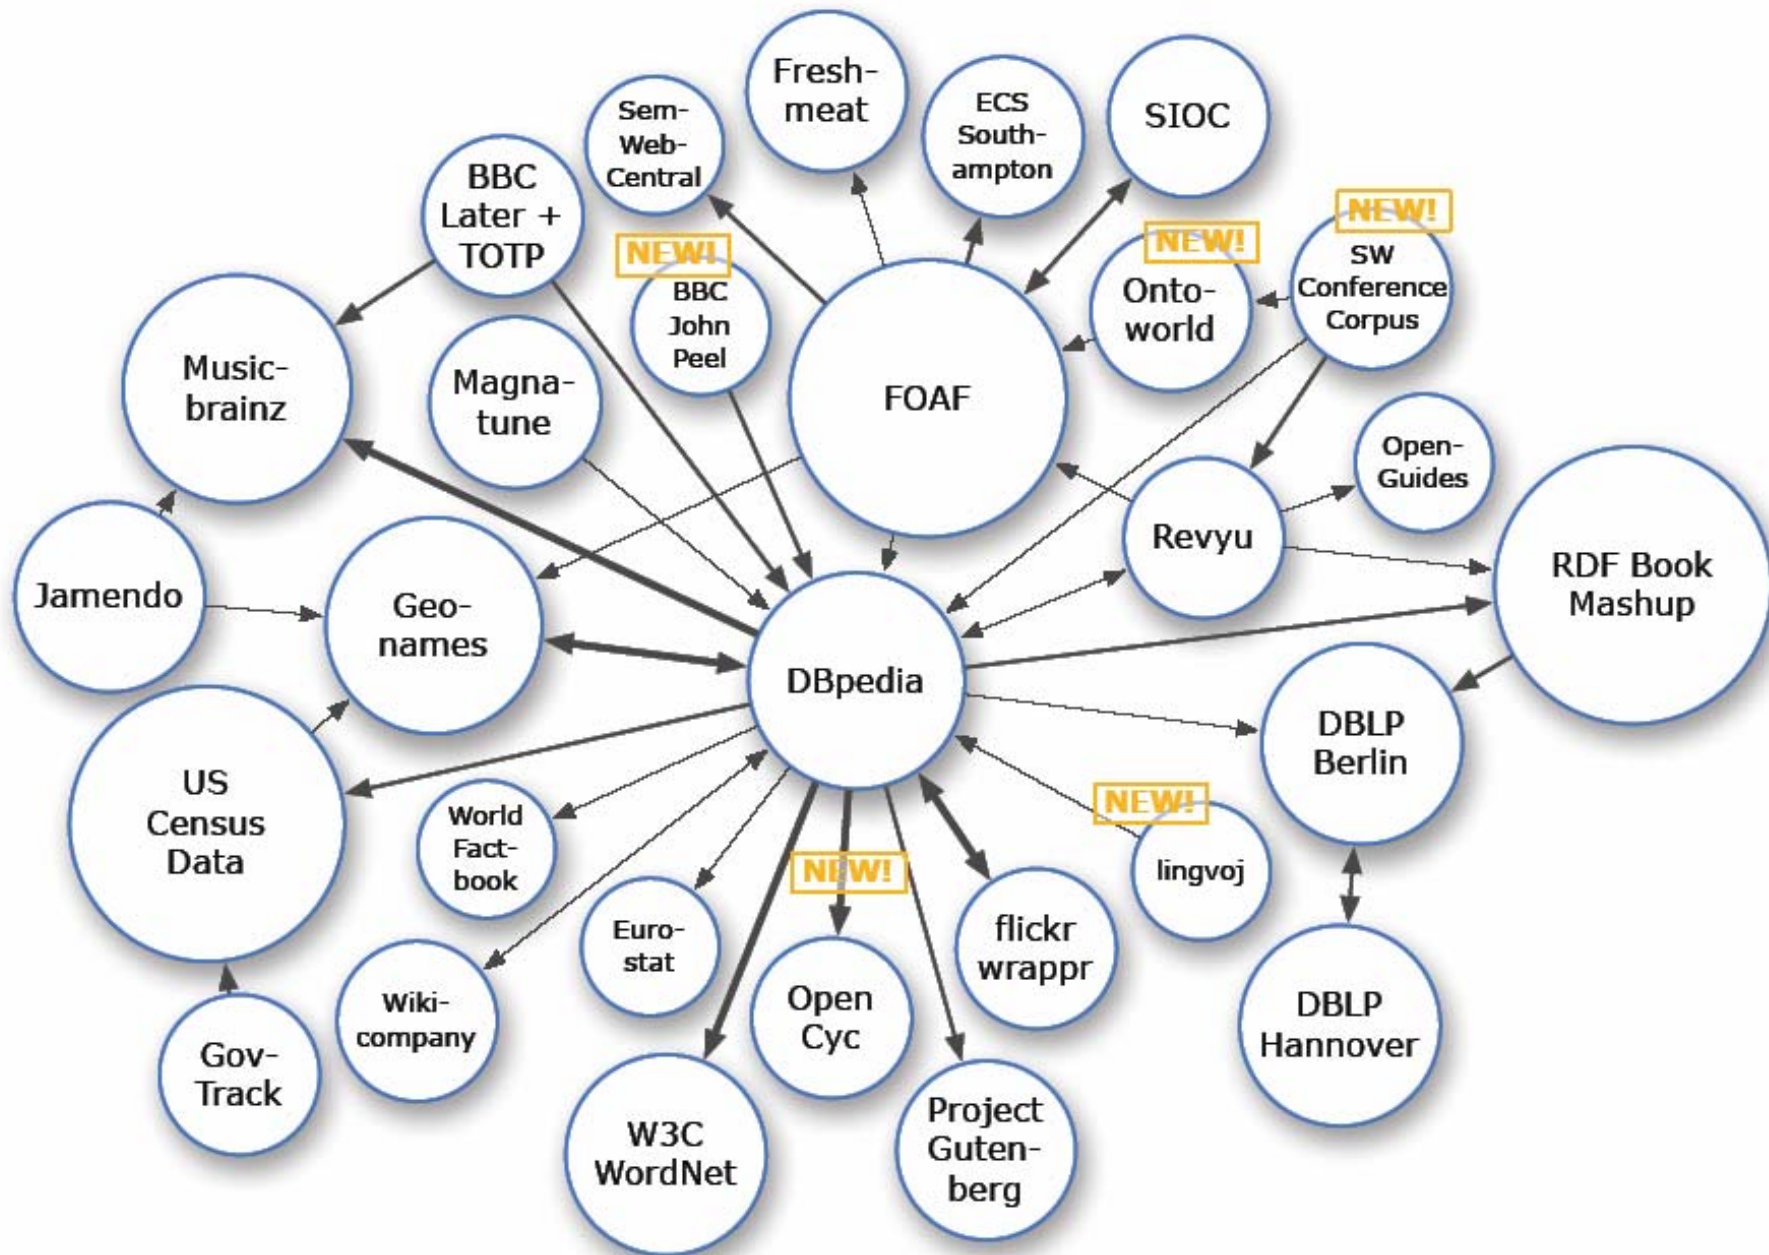 Fresh-
meat
ECS
South-
ampton
SIOC
Sem-
Web-
Central
BBC
Later +
TOTP
NEW!
BBC
John
Peel
NEW!
Onto-
world
NEW!
SW
Conference
Corpus
Music-
brainz
Magna-
tune
FOAF
Open-
Guides
Revyu
RDF Book
Mashup
Jamendo
Geo-
names
DBpedia
DBLP
Berlin
US
Census
Data
World
Fact-
book
NEW!
lingvoj
Euro-
stat
NEW!
Open
Cyc
flickr
wrappr
Wiki-
company
DBLP
Hannover
Gov-
Track
W3C
WordNet
Project
Guten-
berg